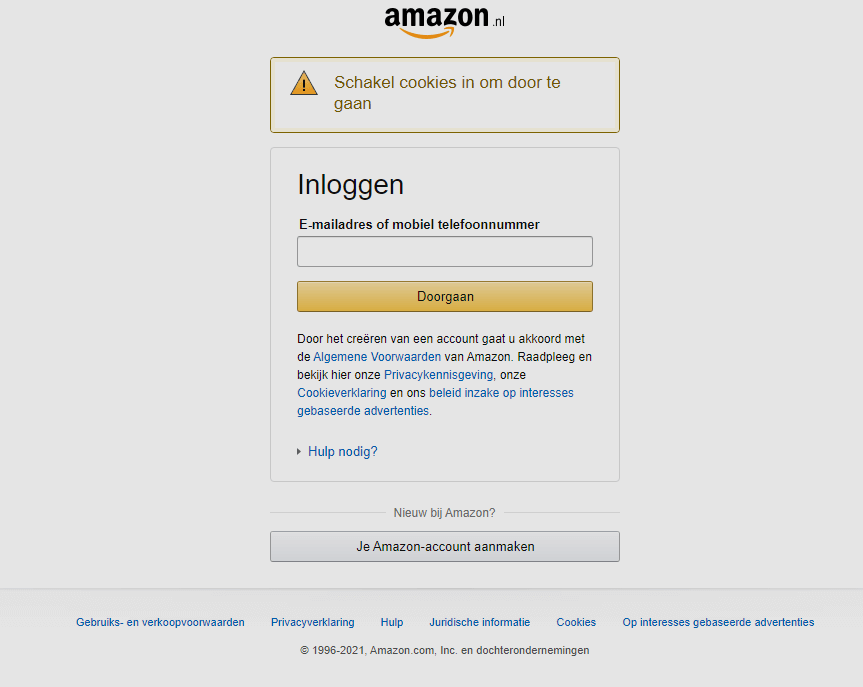 amazon.nl
Schakel cookies in om door te
gaan
Inloggen
E-mailadres of mobiel telefoonnummer
Doorgaan
Door het creëren van een account gaat u akkoord met
de Algemene Voorwaarden van Amazon. Raadpleeg en
bekijk hier onze Privacykennisgeving, onze
Cookieverklaring en ons beleid inzake op interesses
gebaseerde advertenties.
Hulp nodig?
Nieuw bij Amazon?
Je Amazon-account aanmaken
Gebruiks- en verkoopvoorwaarden Privacyverklaring Hulp Juridische informatie Cookies Op interesses gebaseerde advertenties
© 1996-2021, Amazon.com, Inc. en dochterondernemingen